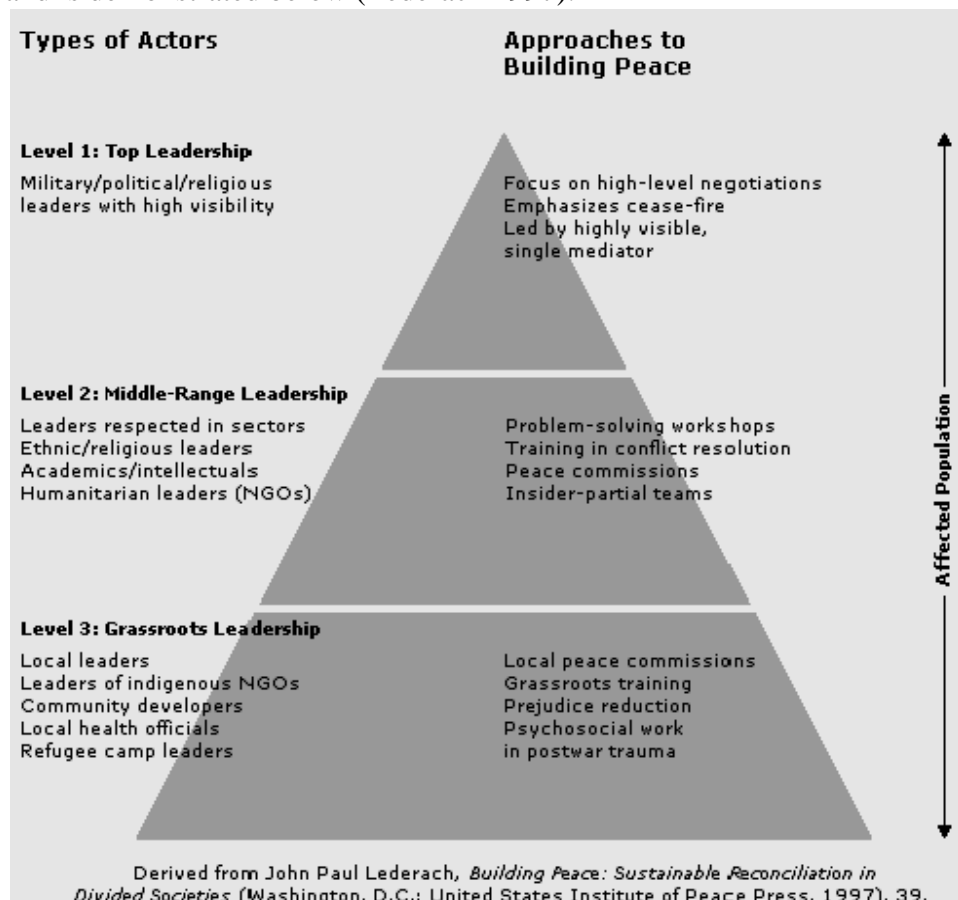 Types of Actors
Approaches to
Building Peace
Level 1: Top Leadership
Military/political/religious
leaders with high visibility
Focus on high-level negotiations
Emphasizes cease-fire
Led by highly visible,
single mediator
Level 2: Middle-Range Leadership
Leaders respected in sectors
Ethnic/religious leaders
Academics/intellectuals
Humanitarian leaders (NGOs)
Problem-solving workshops
Training in conflict resolution
Peace commissions
Insider-partial teams
Level 3: Grassroots Leadership
Local leaders
Leaders of indigenous NGOs
Community developers
Local health officials
Refugee camp leaders
Local peace commissions
Grassroots training
Prejudice reduction
Psychosocial work
in postwar trauma
Affected Population
Derived from John Paul Lederach, Building Peace: Sustainable Reconciliation in
Divided Societies (Washington, D.C.: United States Institute of Peace Press, 1997), 39.